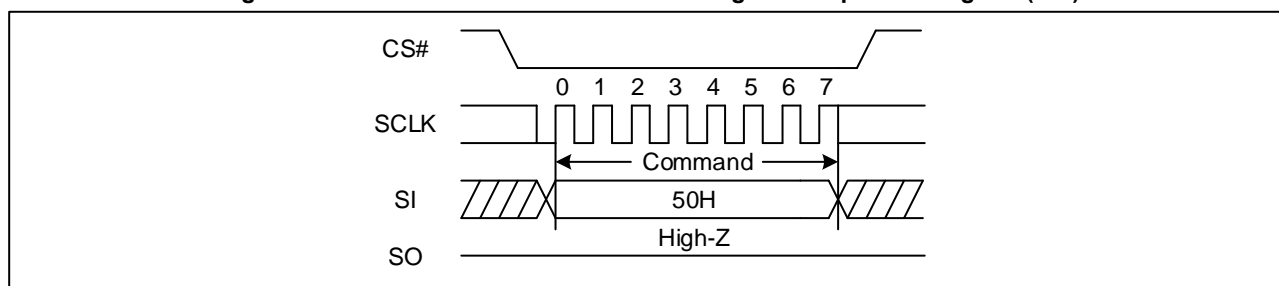 CS#
0 1 2 3 4 5 6 7
SCLK
Command
SI 50H
High-Z
SO